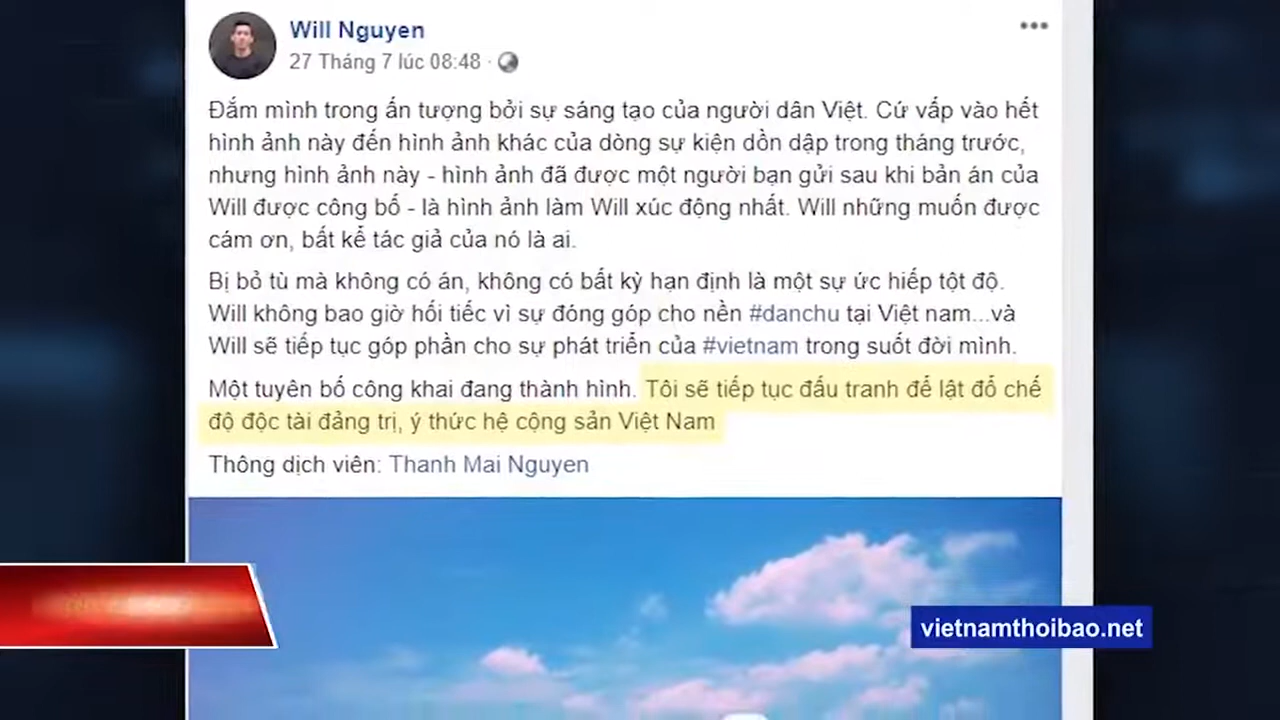 Will Nguyen
27 Tháng 7 lúc 08:48 ·
Đắm mình trong ấn tượng bởi sự sáng tạo của người dân Việt. Cứ vấp vào hết
hình ảnh này đến hình ảnh khác của dòng sự kiện dồn dập trong tháng trước,
nhưng hình ảnh này - hình ảnh đã được một người bạn gửi sau khi bản án của
Will được công bố - là hình ảnh làm Will xúc động nhất. Will những muốn được
cám ơn, bất kể tác giả của nó là ai.
Bị bỏ tù mà không có án, không có bất kỳ hạn định là một sự ức hiếp tột độ.
Will không bao giờ hối tiếc vì sự đóng góp cho nền #danchu tại Việt nam...và
Will sẽ tiếp tục góp phần cho sự phát triển của #vietnam trong suốt đời mình.
Một tuyên bố công khai đang thành hình. Tôi sẽ tiếp tục đấu tranh để lật đổ chế
độ độc tài đảng trị, ý thức hệ cộng sản Việt Nam
Thông dịch viên: Thanh Mai Nguyen
vietnamthoibao.net